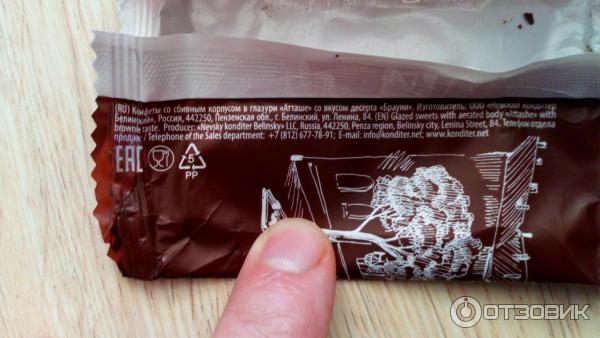 (RU) Конфеты со сбивным корпусом в глазури «Атташе» со вкусом десерта «Брауни». Изготовитель: ООО «Невский кондитер
Белинский», Россия, 442250, Пензенская обл., г. Белинский, ул. Ленина, 84. (EN) Glazed sweets with aerated body «Attashe» with
brownie taste. Producer: «Nevsky konditer Belinsky» LLC, Russia, 442250, Penza region, Belinsky city, Lenina Street, 84. Телефон отдела
продаж / Telephone of the Sales department: +7 (812) 677-78-91; E-mail: info@konditer.net; www.konditer.net
EAC
5
PP
ОТЗОВИК